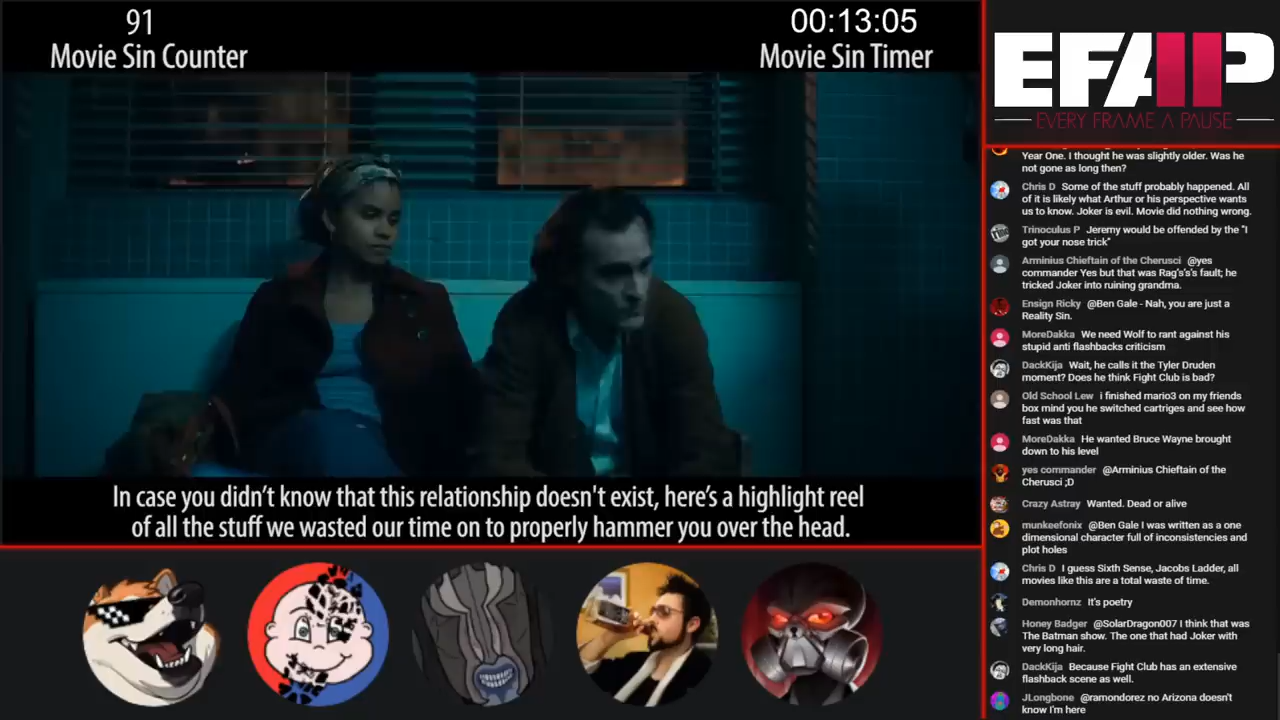 91
Movie Sin Counter
00:13:05
Movie Sin Timer
In case you didn't know that this relationship doesn't exist, here's a highlight reel
of all the stuff we wasted our time on to properly hammer you over the head.
EFAP
EVERY FRAME A PAUSE
Year One. I thought he was slightly older. Was he
not gone as long then?
Chris D Some of the stuff probably happened. All
of it is likely what Arthur or his perspective wants
us to know. Joker is evil. Movie did nothing wrong.
Trinoculus P Jeremy would be offended by the "I
got your nose trick"
Arminius Chieftain of the Cherusci @yes
commander Yes but that was Rag's's's fault; he
tricked Joker into ruining grandma.
Ensign Ricky @Ben Gale - Nah, you are just a
Reality Sin.
MoreDakka We need Wolf to rant against his
stupid anti flashbacks criticism
DackKija Wait, he calls it the Tyler Druden
moment? Does he think Fight Club is bad?
Old School Lew i finished mario3 on my friends
box mind you he switched cartriges and see how
fast was that
MoreDakka He wanted Bruce Wayne brought
down to his level
yes commander @Arminius Chieftain of the
Cherusci ;D
Crazy Astray Wanted. Dead or alive
munkeefonix @Ben Gale I was written as a one
dimensional character full of inconsistencies and
plot holes
Chris D I guess Sixth Sense, Jacobs Ladder, all
movies like this are a total waste of time.
Demonhornz It's poetry
Honey Badger @SolarDragon007 I think that was
The Batman show. The one that had Joker with
very long hair.
DackKija Because Fight Club has an extensive
flashback scene as well.
JLongbone @ramondorez no Arizona doesn't
know I'm here